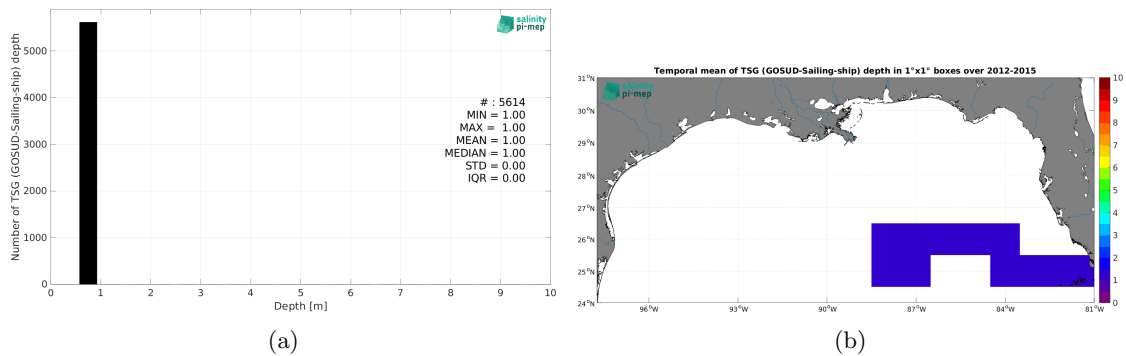 salinity
pi-mep
Number of TSG (GOSUD-Sailing-ship) depth
5000
4000
3000
2000
1000
0
# : 5614
MIN = 1.00
MAX = 1.00
MEAN = 1.00
MEDIAN = 1.00
STD = 0.00
IQR = 0.00
0 1 2 3 4 5 6 7 8 9 10
Depth [m]
(a)
Temporal mean of TSG (GOSUD-Sailing-ship) depth in 1°x1° boxes over 2012-2015
salinity
pi-mep
31°N
30°N
29°N
28°N
27°N
26°N
25°N
24°N
96°W 93°W 90°W 87°W 84°W 81°W
10
9
8
7
6
5
4
3
2
1
0
(b)